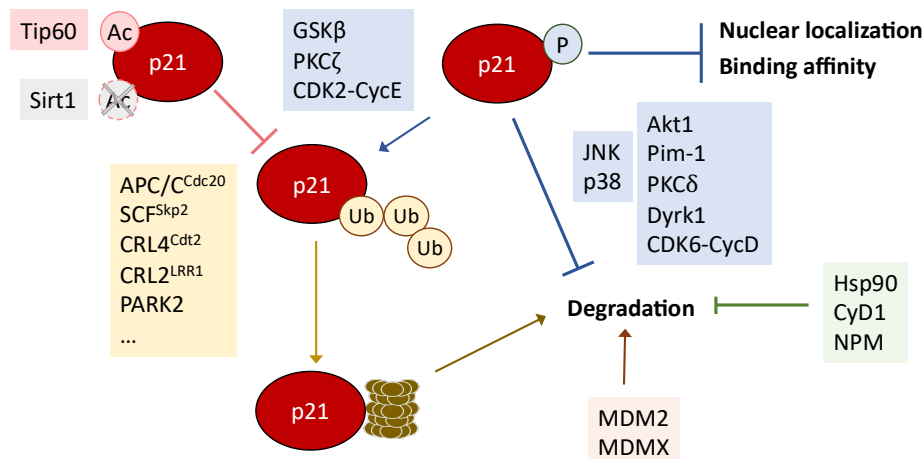 Tip60
Ac
p21
Sirt1
Ac
GSKβ
PKCζ
CDK2-CycE
p21
P
Nuclear localization
Binding affinity
JNK
p38
Akt1
Pim-1
PKCδ
Dyrk1
CDK6-CycD
APC/C^Cdc20
SCF^Skp2
CRL4^Cdt2
CRL2^LRR1
PARK2
...
p21
Ub
Ub
Ub
Degradation
Hsp90
CyD1
NPM
p21
MDM2
MDMX